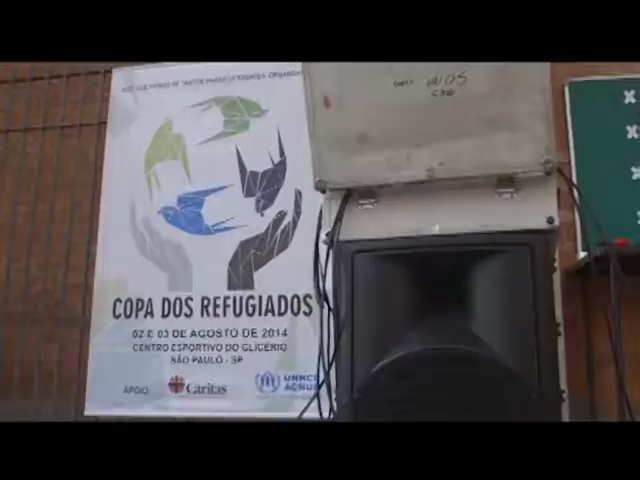 COPA DOS REFUGIADOS
02 E 03 DE AGOSTO DE 2014
CENTRO ESPORTIVO DO GLICÉRIO
SÃO PAULO - SP
APOIO:
Caritas
UNHCR
ACNUR